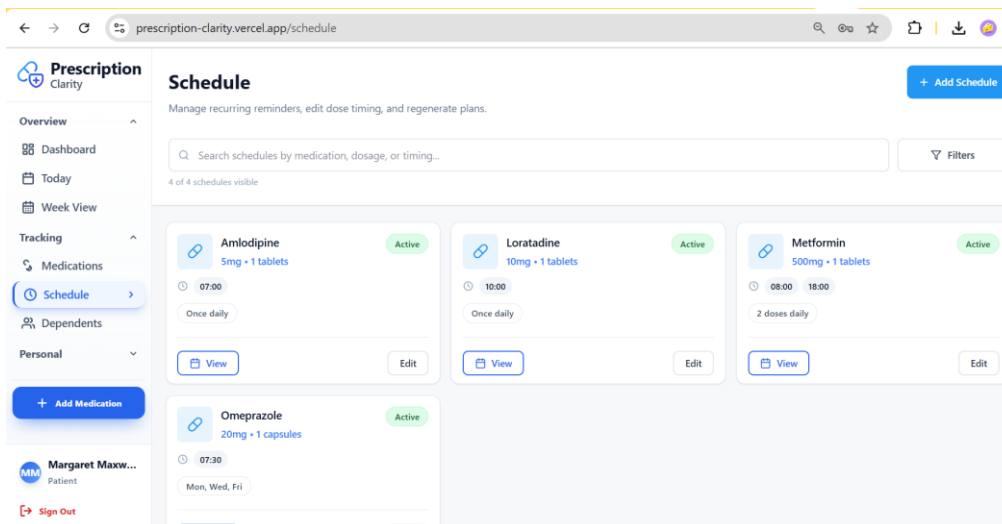 prescription-clarity.vercel.app/schedule
Prescription
Clarity
Overview
Dashboard
Today
Week View
Tracking
Medications
Schedule
Dependents
Personal
+ Add Medication
MM
Margaret Maxw...
Patient
Sign Out
Schedule
Manage recurring reminders, edit dose timing, and regenerate plans.
+ Add Schedule
Search schedules by medication, dosage, or timing...
Filters
4 of 4 schedules visible
Amlodipine
Active
5mg • 1 tablets
07:00
Once daily
View
Edit
Loratadine
Active
10mg • 1 tablets
10:00
Once daily
View
Edit
Metformin
Active
500mg • 1 tablets
08:00 18:00
2 doses daily
View
Edit
Omeprazole
Active
20mg • 1 capsules
07:30
Mon, Wed, Fri